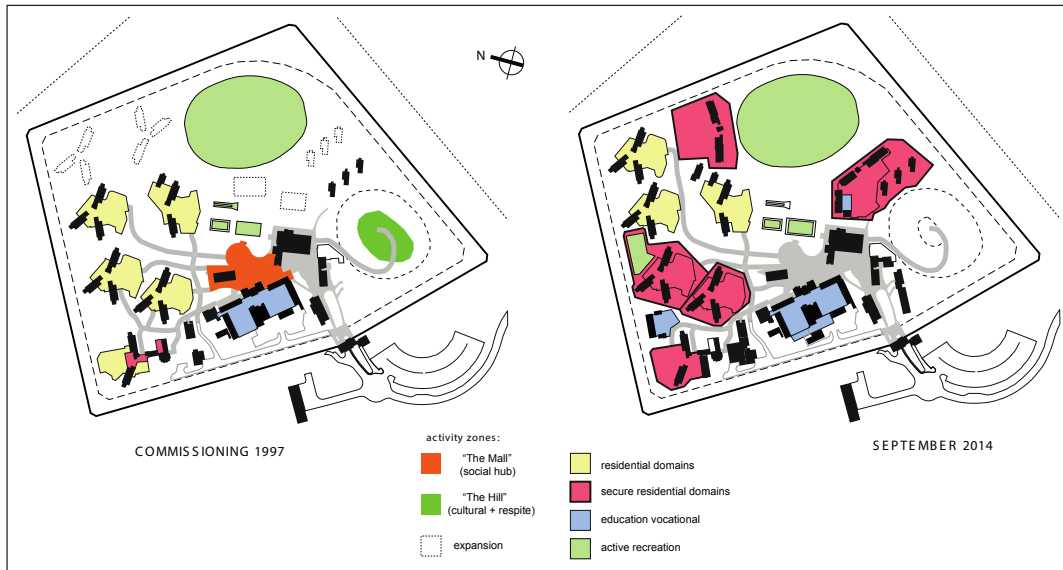 N
COMMISSIONING 1997
SEPTEMBER 2014
activity zones:
"The Mall"
(social hub)
"The Hill"
(cultural + respite)
expansion
residential domains
secure residential domains
education vocational
active recreation